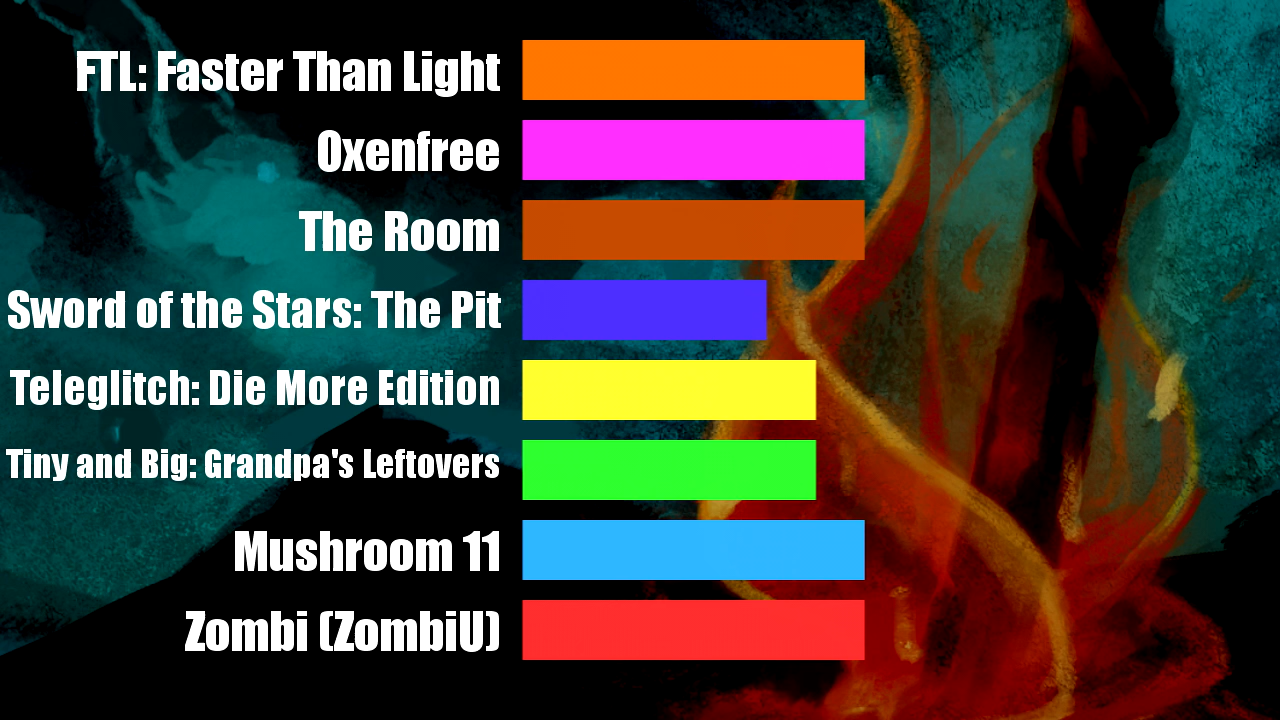 FTL: Faster Than Light
Oxenfree
The Room
Sword of the Stars: The Pit
Teleglitch: Die More Edition
Tiny and Big: Grandpa's Leftovers
Mushroom 11
Zombi (ZombiU)